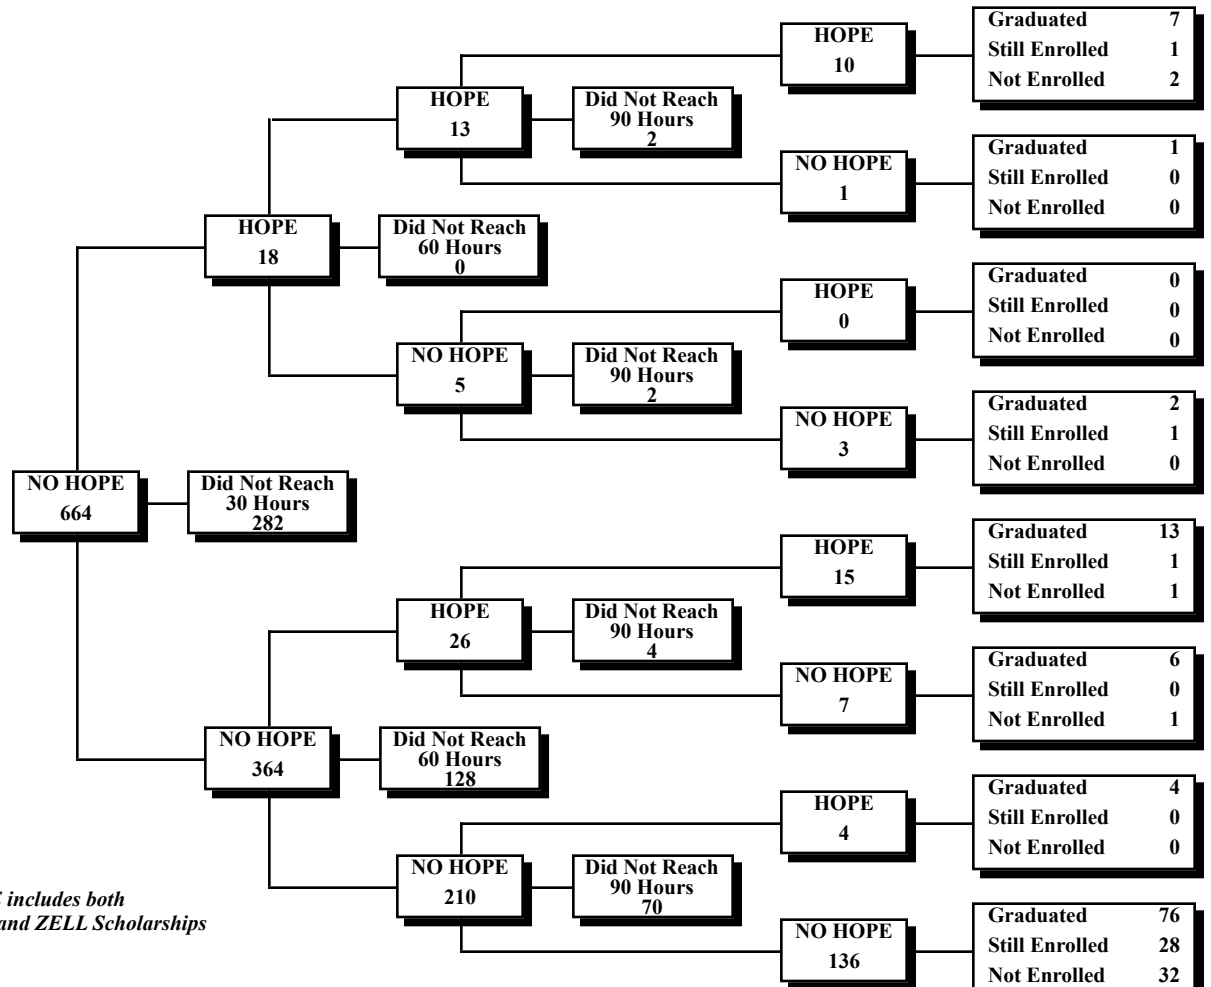 Graduated 7
Still Enrolled 1
Not Enrolled 2
HOPE
10
HOPE
13
Did Not Reach
90 Hours
2
NO HOPE
1
Graduated 1
Still Enrolled 0
Not Enrolled 0
HOPE
18
Did Not Reach
60 Hours
0
HOPE
0
Graduated 0
Still Enrolled 0
Not Enrolled 0
NO HOPE
5
Did Not Reach
90 Hours
2
NO HOPE
3
Graduated 2
Still Enrolled 1
Not Enrolled 0
NO HOPE
664
Did Not Reach
30 Hours
282
HOPE
15
Graduated 13
Still Enrolled 1
Not Enrolled 1
HOPE
26
Did Not Reach
90 Hours
4
NO HOPE
7
Graduated 6
Still Enrolled 0
Not Enrolled 1
NO HOPE
364
Did Not Reach
60 Hours
128
HOPE
4
Graduated 4
Still Enrolled 0
Not Enrolled 0
NO HOPE
210
Did Not Reach
90 Hours
70
NO HOPE
136
Graduated 76
Still Enrolled 28
Not Enrolled 32
includes both
and ZELL Scholarships